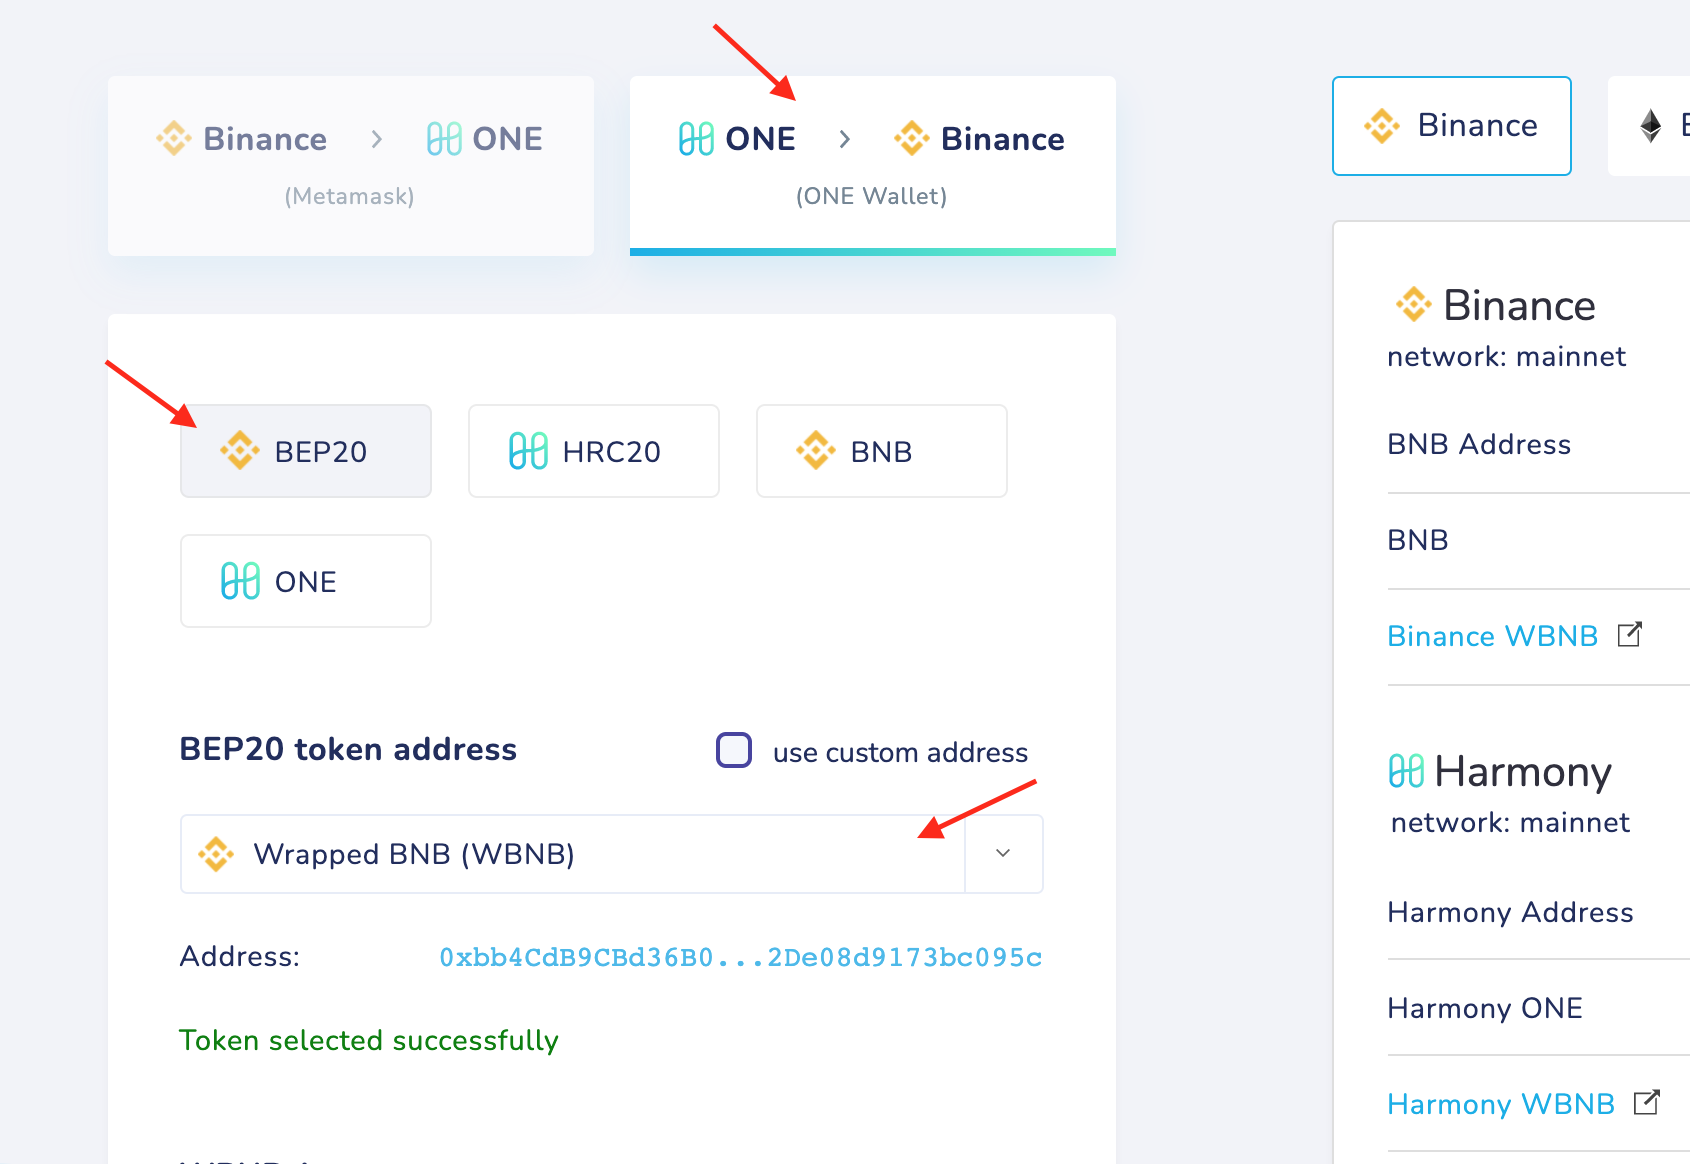 Binance > ONE
(Metamask)
ONE > Binance
(ONE Wallet)
BEP20
HRC20
BNB
ONE
BEP20 token address
use custom address
Wrapped BNB (WBNB)
Address: 0xbb4CdB9CBd36B0...2De08d9173bc095c
Token selected successfully
Binance
Binance
network: mainnet
BNB Address
BNB
Binance WBNB
Harmony
network: mainnet
Harmony Address
Harmony ONE
Harmony WBNB